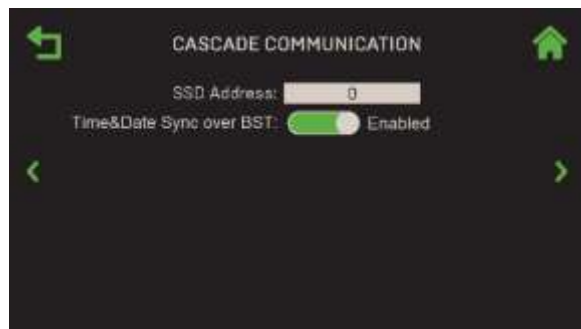 CASCADE COMMUNICATION
SSD Address: 0
Time&Date Sync over BST: Enabled